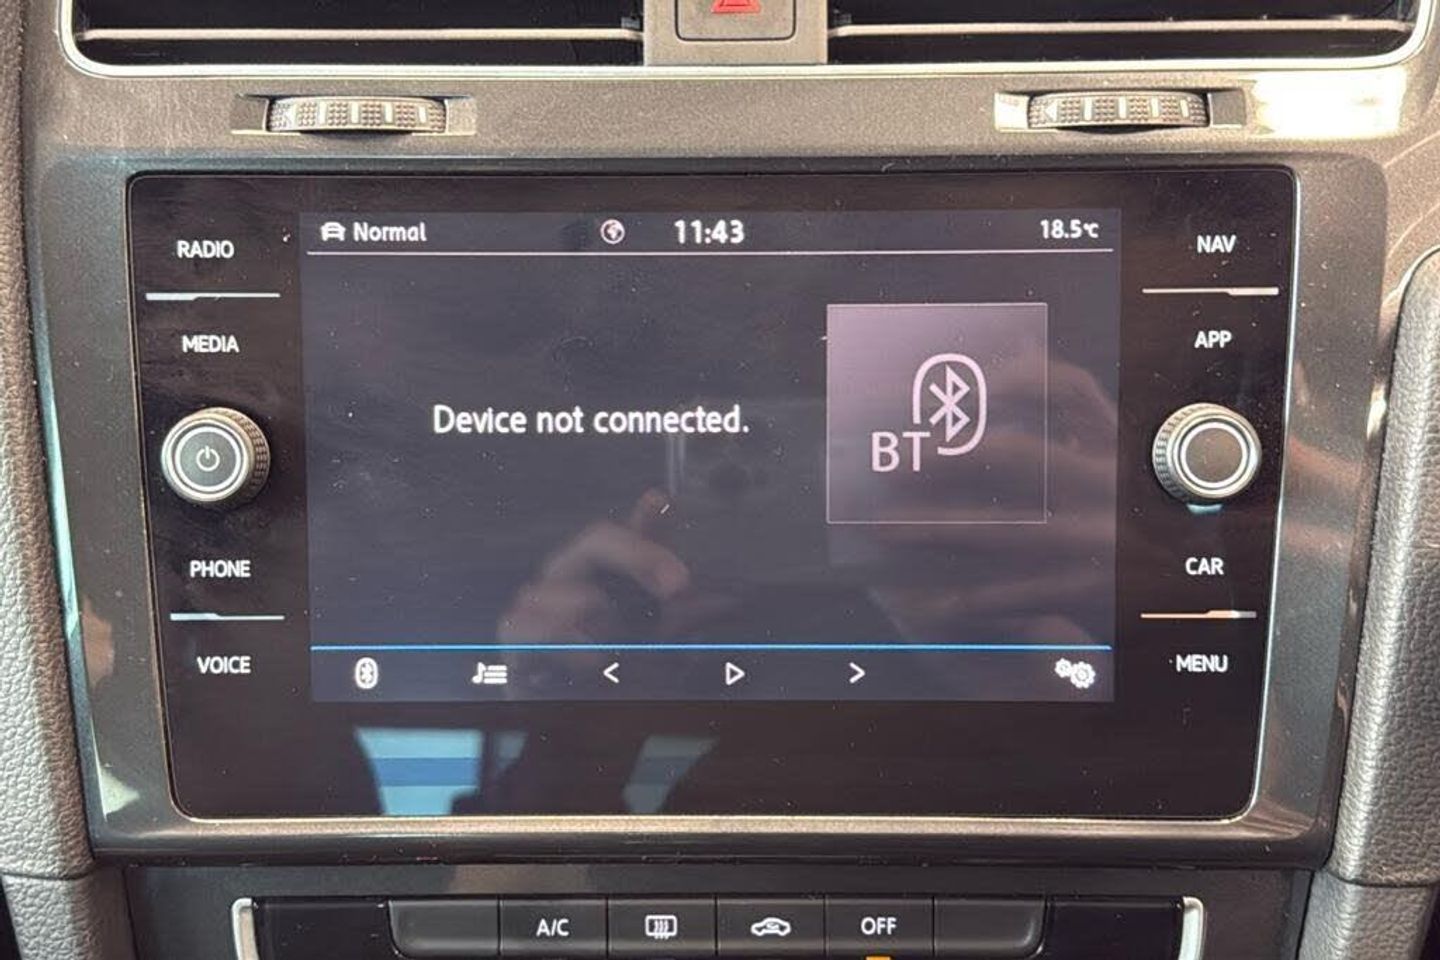 Normal 11:43 18.5°C
RADIO
NAV
MEDIA
APP
Device not connected.
BT
PHONE
CAR
VOICE
MENU
A/C
OFF